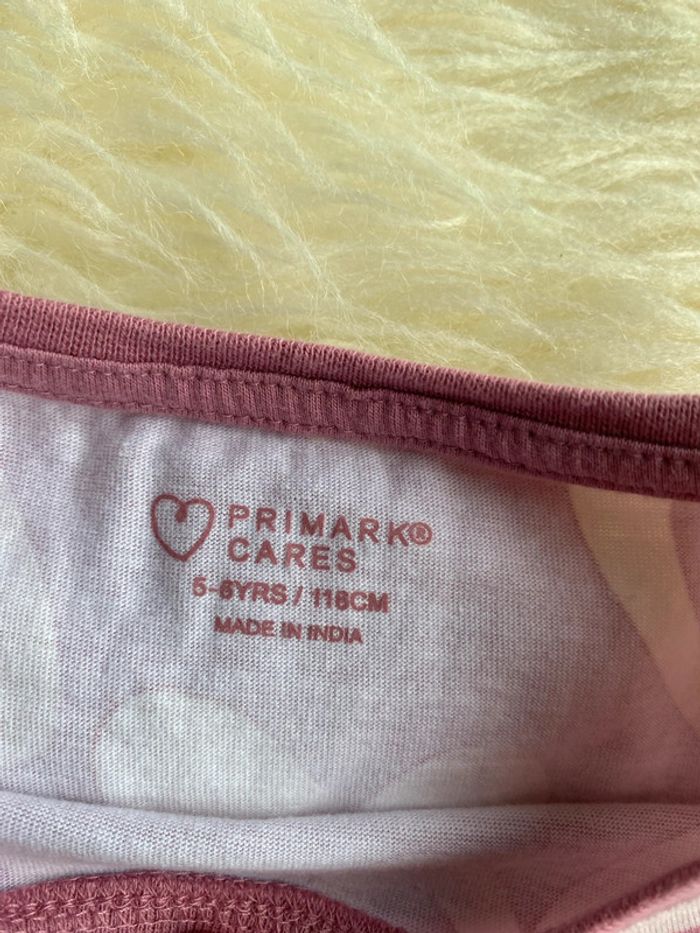 PRIMARK®
CARES
5-6YRS / 116CM
MADE IN INDIA